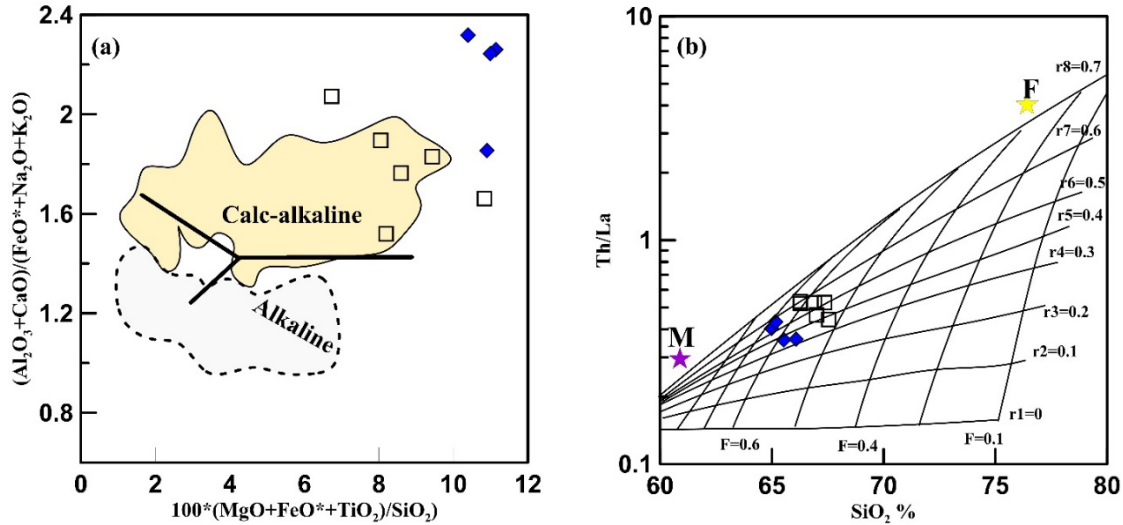 (a)
2.4
2
1.6
1.2
0.8
(Al2O3+CaO)/(FeO*+Na2O+K2O)
Calc-alkaline
Alkaline
0 2 4 6 8 10 12
100*(MgO+FeO*+TiO2)/SiO2)
(b)
10
1
0.1
Th/La
F
M
r8=0.7
r7=0.6
r6=0.5
r5=0.4
r4=0.3
r3=0.2
r2=0.1
r1=0
F=0.6 F=0.4 F=0.1
60 65 70 75 80
SiO2 %